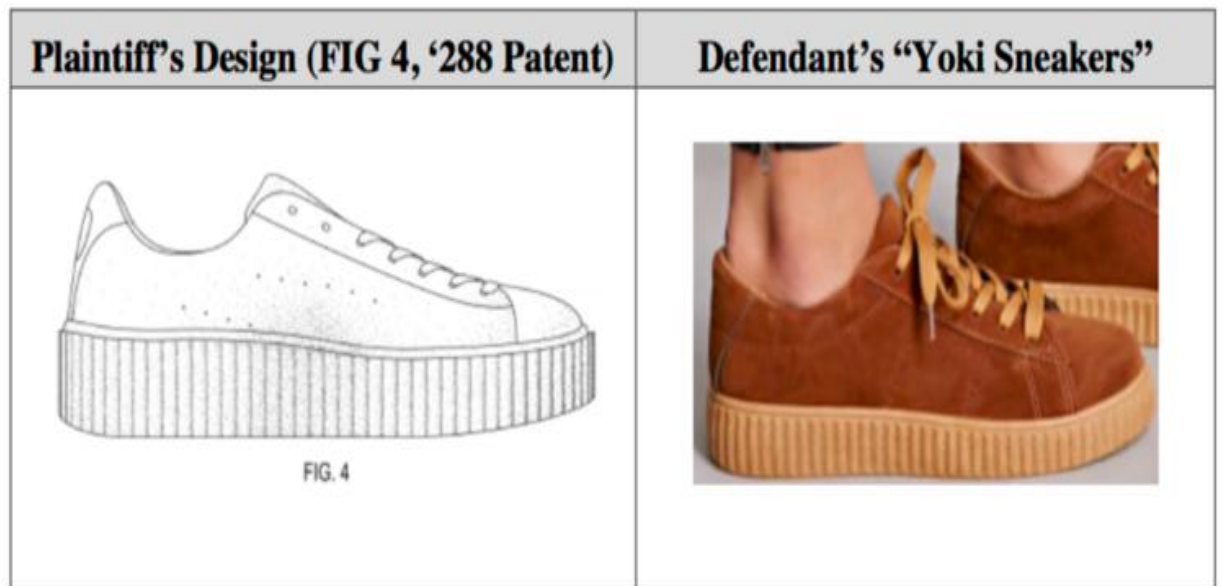 Plaintiff’s Design (FIG 4, ‘288 Patent)
Defendant’s “Yoki Sneakers”
FIG. 4